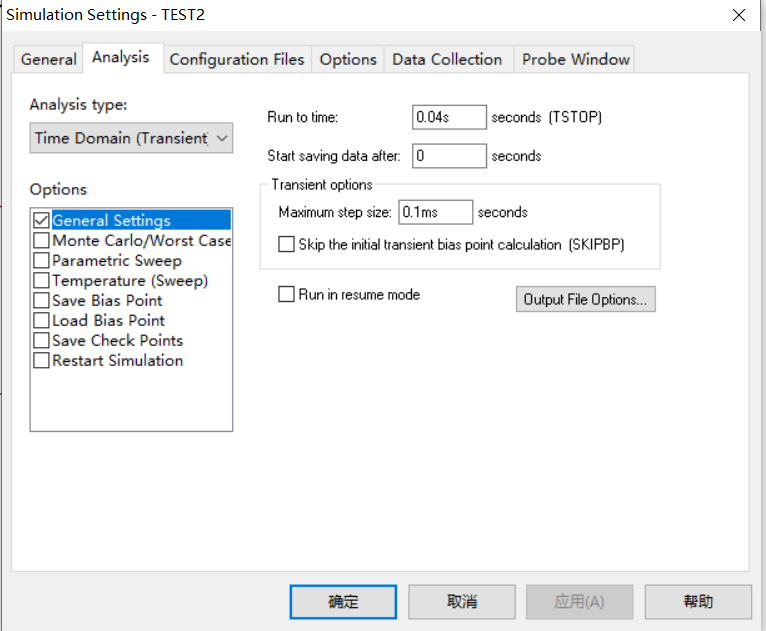 Simulation Settings - TEST2
General
Analysis
Configuration Files
Options
Data Collection
Probe Window
Analysis type:
Time Domain (Transient)
Options
General Settings
Monte Carlo/Worst Case
Parametric Sweep
Temperature (Sweep)
Save Bias Point
Load Bias Point
Save Check Points
Restart Simulation
Run to time: 0.04s seconds (TSTOP)
Start saving data after: 0 seconds
Transient options
Maximum step size: 0.1ms seconds
Skip the initial transient bias point calculation (SKIPBP)
Run in resume mode
Output File Options...
确定
取消
应用(A)
帮助